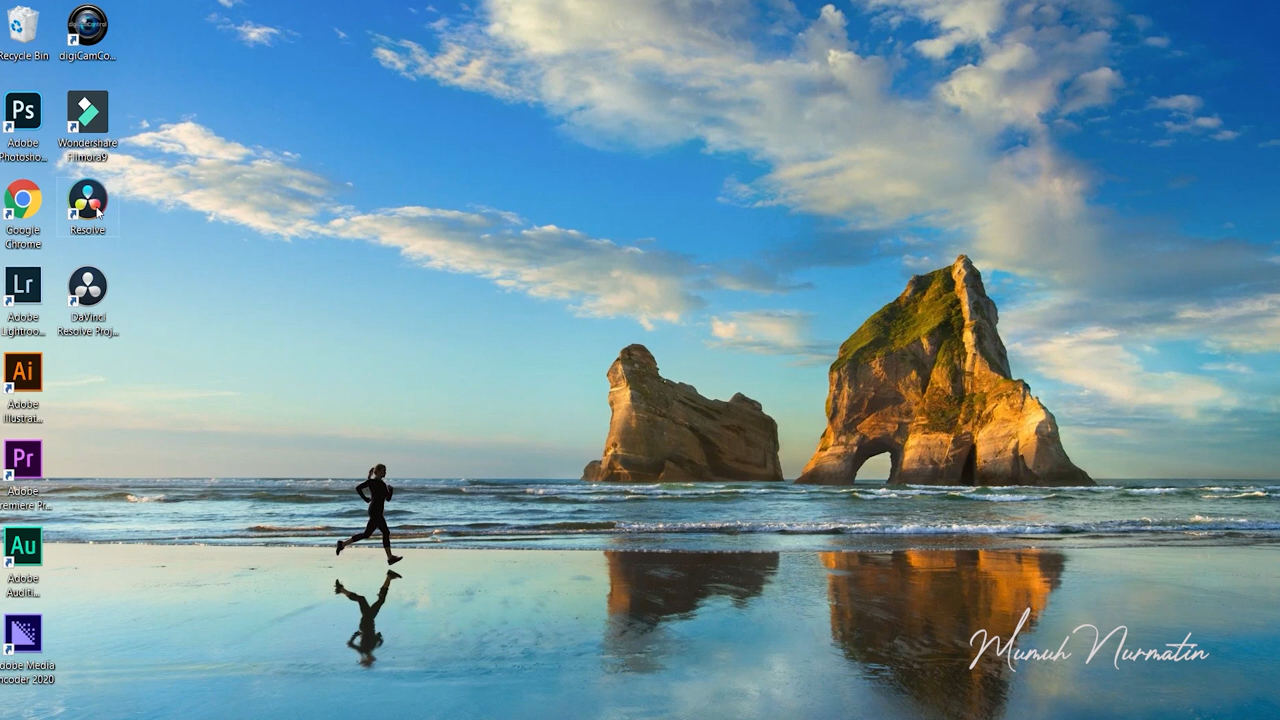 Recycle Bin
digiCamCo...
Ps
Adobe
Photosho...
Wondershare
Filmora9
Google
Chrome
Resolve
Lr
Adobe
Lightroo...
DaVinci
Resolve Proj...
Ai
Adobe
Illustrat...
Pr
Adobe
remiere Pr...
Au
Adobe
Auditi...
dobe Media
ncoder 2020
Mumuh Nurmatin